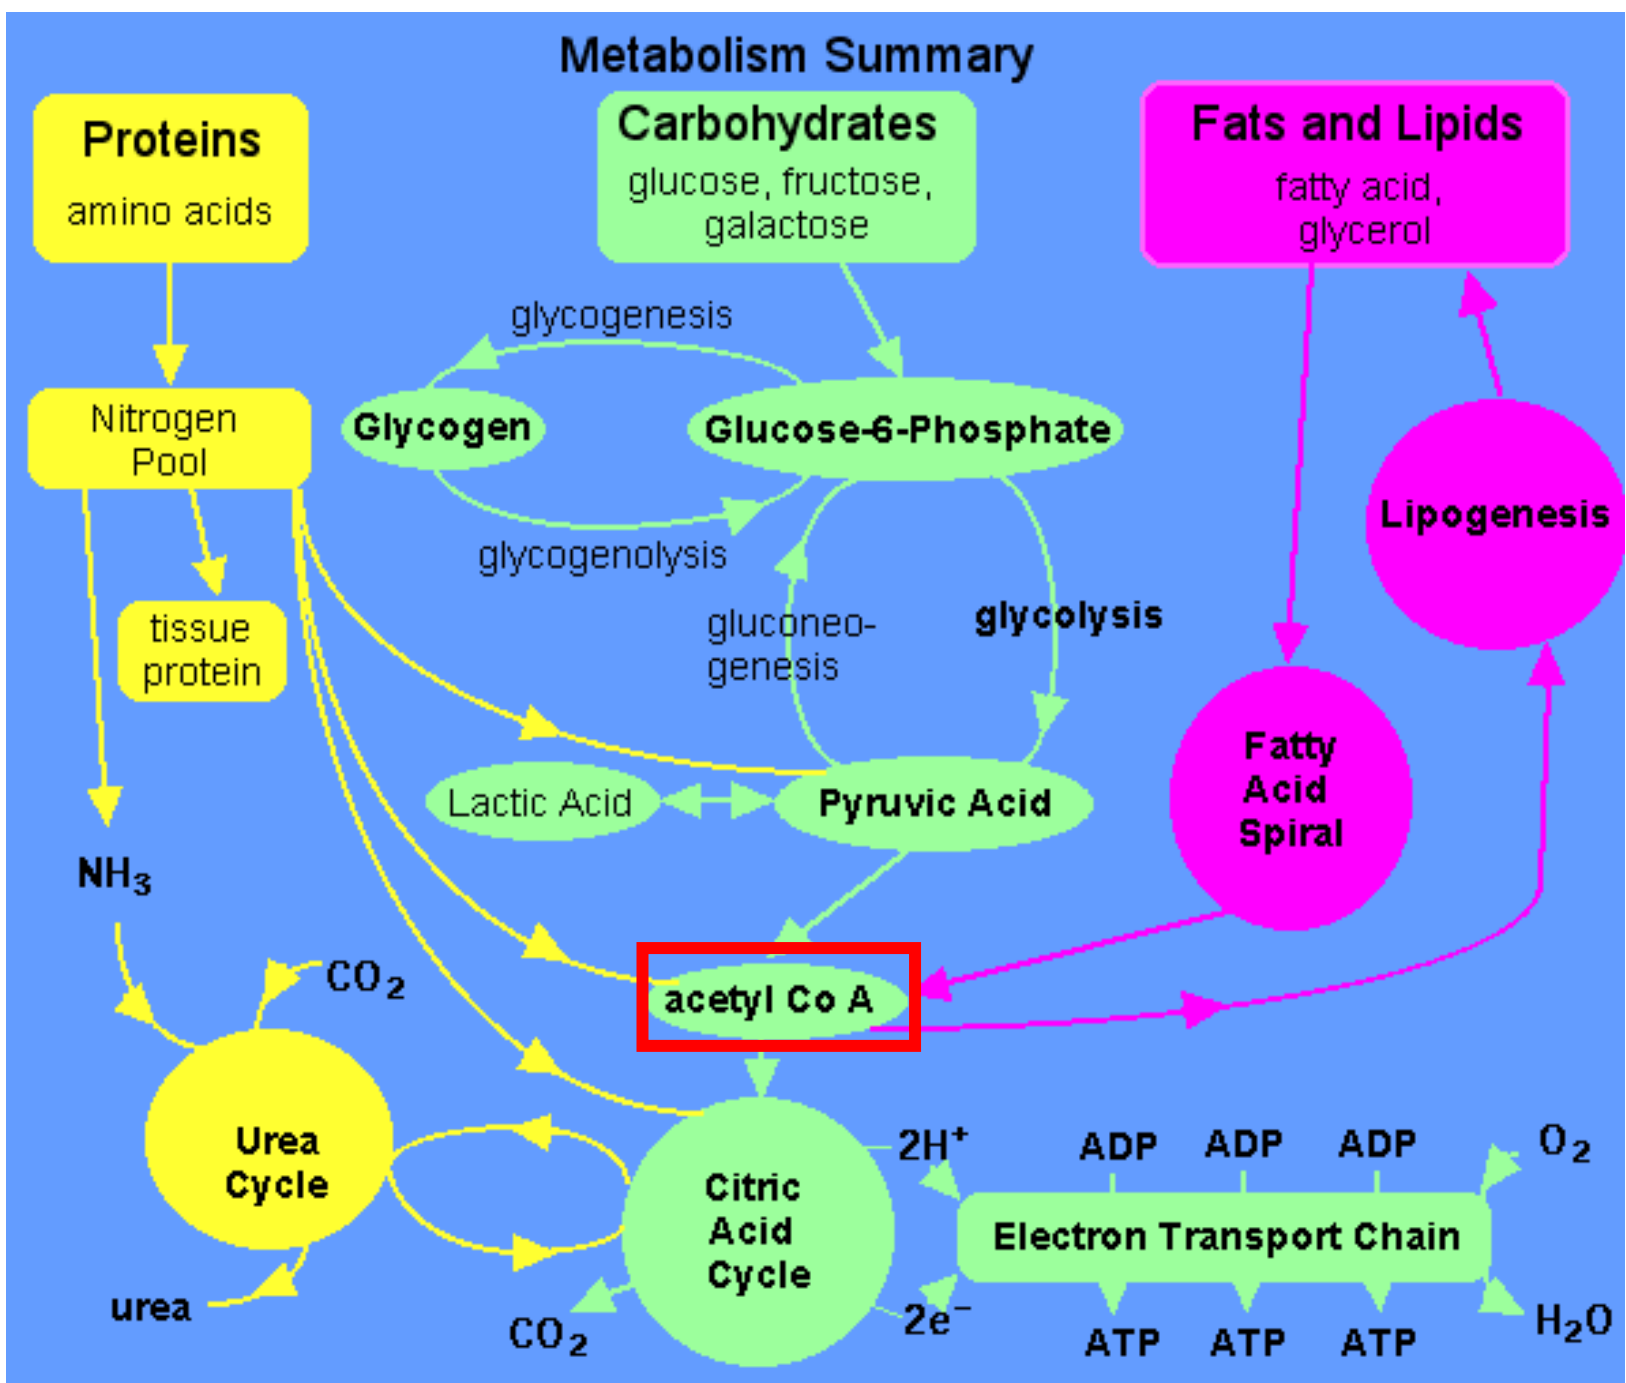 Metabolism Summary
Proteins
amino acids
Carbohydrates
glucose, fructose,
galactose
Fats and Lipids
fatty acid,
glycerol
glycogenesis
Nitrogen
Pool
Glycogen
Glucose-6-Phosphate
Lipogenesis
glycogenolysis
tissue
protein
gluconeo-
genesis
glycolysis
Fatty
Acid
Spiral
Lactic Acid
Pyruvic Acid
NH₃
CO₂
acetyl Co A
Urea
Cycle
urea
Citric
Acid
Cycle
CO₂
2H⁺
2e⁻
ADP ADP ADP
O₂
Electron Transport Chain
ATP ATP ATP
H₂O